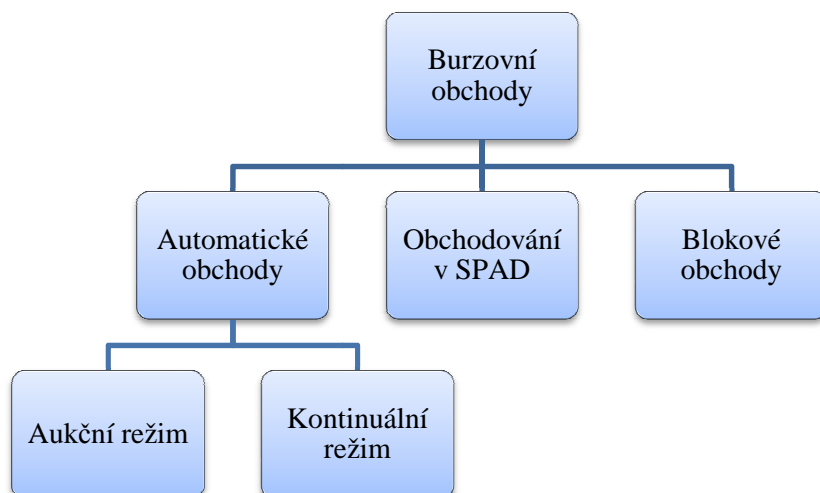 Burzovní
obchody
Automatické
obchody
Obchodování
v SPAD
Blokové
obchody
Aukční režim
Kontinuální
režim